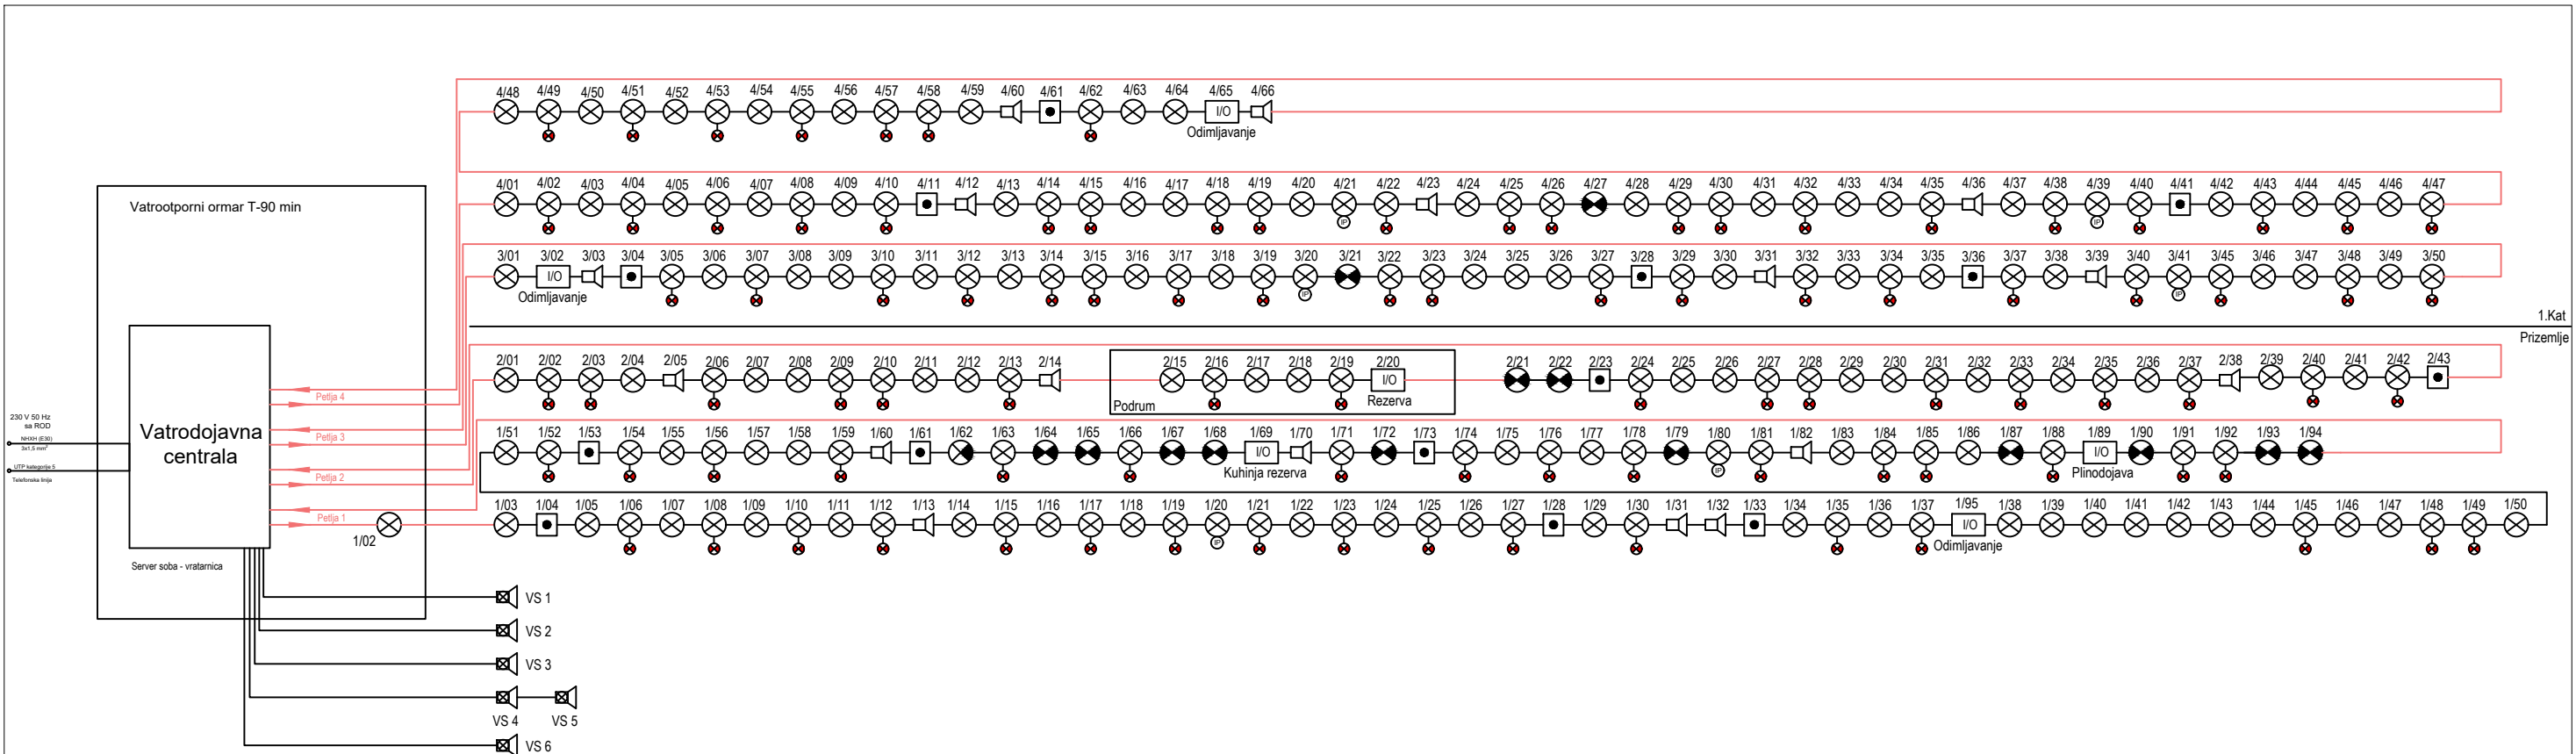 4/48 4/49 4/50 4/51 4/52 4/53 4/54 4/55 4/56 4/57 4/58 4/59 4/60 4/61 4/62 4/63 4/64 4/65 4/66
I/O
Odimljavanje
4/01 4/02 4/03 4/04 4/05 4/06 4/07 4/08 4/09 4/10 4/11 4/12 4/13 4/14 4/15 4/16 4/17 4/18 4/19 4/20 4/21 4/22 4/23 4/24 4/25 4/26 4/27 4/28 4/29 4/30 4/31 4/32 4/33 4/34 4/35 4/36 4/37 4/38 4/39 4/40 4/41 4/42 4/43 4/44 4/45 4/46 4/47
IP IP
Vatrootporni ormar T-90 min
3/01 3/02 3/03 3/04 3/05 3/06 3/07 3/08 3/09 3/10 3/11 3/12 3/13 3/14 3/15 3/16 3/17 3/18 3/19 3/20 3/21 3/22 3/23 3/24 3/25 3/26 3/27 3/28 3/29 3/30 3/31 3/32 3/33 3/34 3/35 3/36 3/37 3/38 3/39 3/40 3/41 3/45 3/46 3/47 3/48 3/49 3/50
I/O
Odimljavanje IP IP
1.Kat
Prizemlje
2/01 2/02 2/03 2/04 2/05 2/06 2/07 2/08 2/09 2/10 2/11 2/12 2/13 2/14 2/15 2/16 2/17 2/18 2/19 2/20 2/21 2/22 2/23 2/24 2/25 2/26 2/27 2/28 2/29 2/30 2/31 2/32 2/33 2/34 2/35 2/36 2/37 2/38 2/39 2/40 2/41 2/42 2/43
I/O
Podrum Rezerva
Petlja 4
Petlja 3
Petlja 2
Petlja 1
230 V 50 Hz
sa ROD
NHXH (E30)
3x1,5 mm²
UTP kategorije 5
Telefonska linija
Vatrodojavna
centrala
1/51 1/52 1/53 1/54 1/55 1/56 1/57 1/58 1/59 1/60 1/61 1/62 1/63 1/64 1/65 1/66 1/67 1/68 1/69 1/70 1/71 1/72 1/73 1/74 1/75 1/76 1/77 1/78 1/79 1/80 1/81 1/82 1/83 1/84 1/85 1/86 1/87 1/88 1/89 1/90 1/91 1/92 1/93 1/94
I/O I/O
Kuhinja rezerva IP Plinodojava
1/02
1/03 1/04 1/05 1/06 1/07 1/08 1/09 1/10 1/11 1/12 1/13 1/14 1/15 1/16 1/17 1/18 1/19 1/20 1/21 1/22 1/23 1/24 1/25 1/26 1/27 1/28 1/29 1/30 1/31 1/32 1/33 1/34 1/35 1/36 1/37 1/95 1/38 1/39 1/40 1/41 1/42 1/43 1/44 1/45 1/46 1/47 1/48 1/49 1/50
I/O
IP Odimljavanje
Server soba - vratarnica
VS 1
VS 2
VS 3
VS 4 VS 5
VS 6